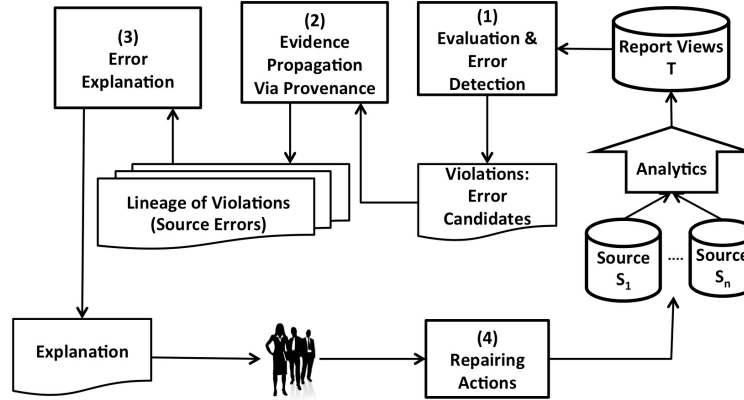 (3)
Error
Explanation
(2)
Evidence
Propagation
Via Provenance
(1)
Evaluation &
Error
Detection
Report Views
T
Analytics
Lineage of Violations
(Source Errors)
Violations:
Error
Candidates
Source
S1
....
Source
Sn
Explanation
(4)
Repairing
Actions